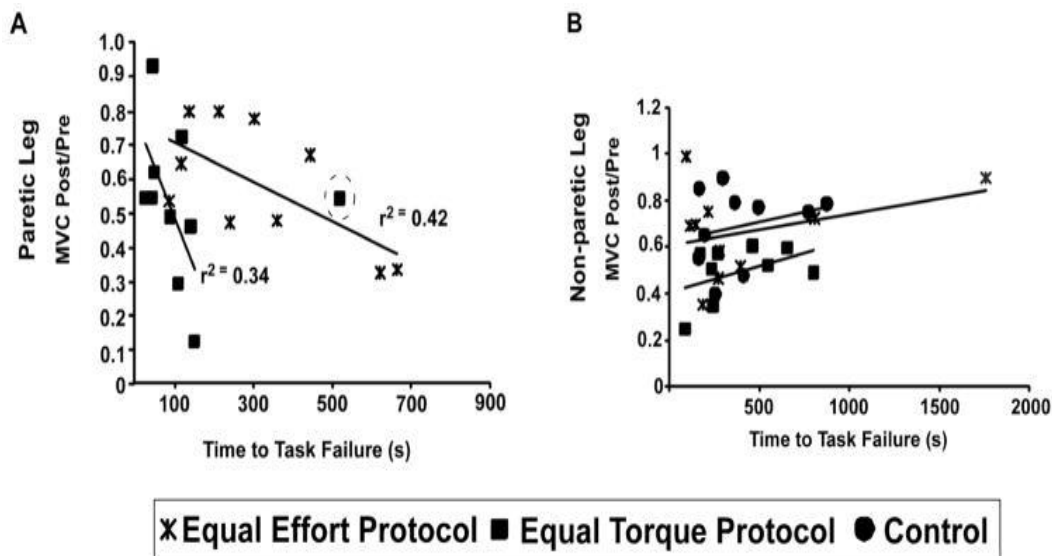 A
Paretic Leg
MVC Post/Pre
1.0
0.9
0.8
0.7
0.6
0.5
0.4
0.3
0.2
0.1
0
r² = 0.42
r² = 0.34
100
300
500
700
900
Time to Task Failure (s)
B
Non-paretic Leg
MVC Post/Pre
1.2
1
0.8
0.6
0.4
0.2
0
500
1000
1500
2000
Time to Task Failure (s)
Equal Effort Protocol
Equal Torque Protocol
Control